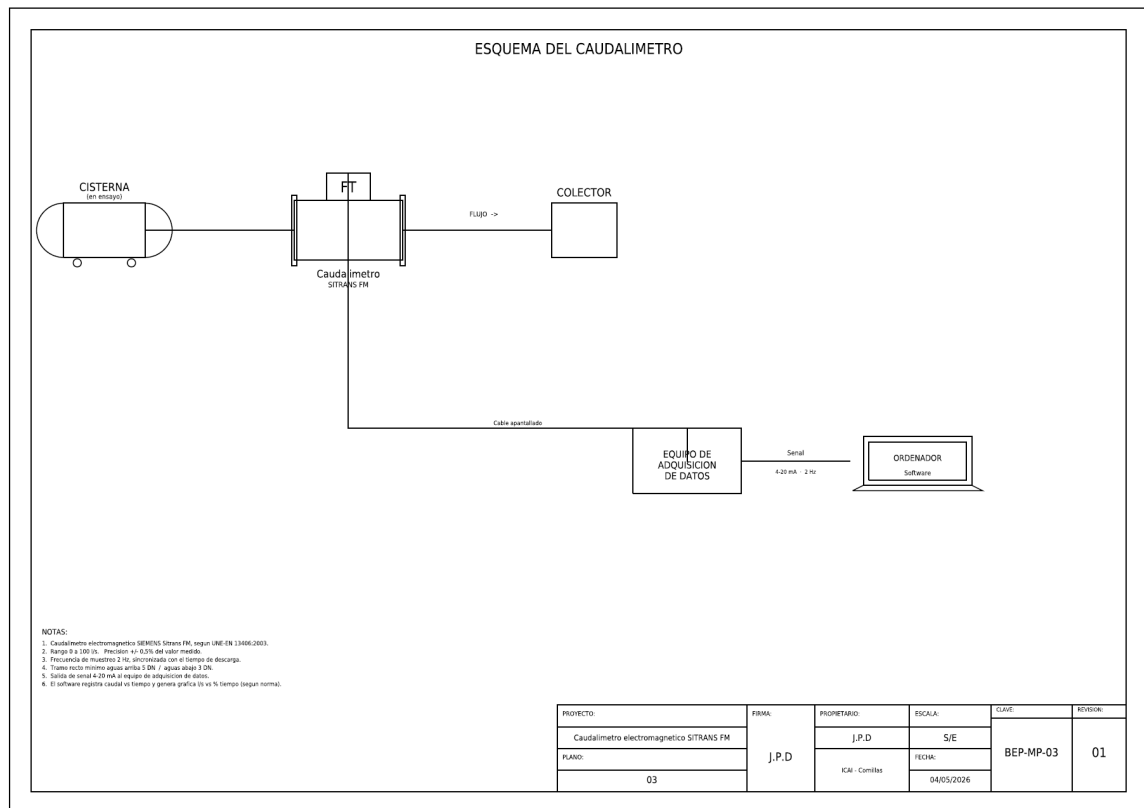 ESQUEMA DEL CAUDALIMETRO
CISTERNA
(en ensayo)
FT
FLUJO ->
COLECTOR
Caudalimetro
SITRANS FM
Cable apantallado
EQUIPO DE
ADQUISICION
DE DATOS
Senal
4-20 mA · 2 Hz
ORDENADOR
Software
NOTAS:
1. Caudalimetro electromagnetico SIEMENS Sitrans FM, segun UNE-EN 13406:2003.
2. Rango 0 a 100 l/s. Precision +/- 0,5% del valor medido.
3. Frecuencia de muestreo 2 Hz, sincronizada con el tiempo de descarga.
4. Tramo recto minimo aguas arriba 5 DN / aguas abajo 3 DN.
5. Salida de senal 4-20 mA al equipo de adquisicion de datos.
6. El software registra caudal vs tiempo y genera grafica l/s vs % tiempo (segun norma).
PROYECTO:
Caudalimetro electromagnetico SITRANS FM
PLANO:
03
FIRMA:
J.P.D
PROPIETARIO:
J.P.D
ICAI - Comillas
ESCALA:
S/E
FECHA:
04/05/2026
CLAVE:
BEP-MP-03
REVISION:
01